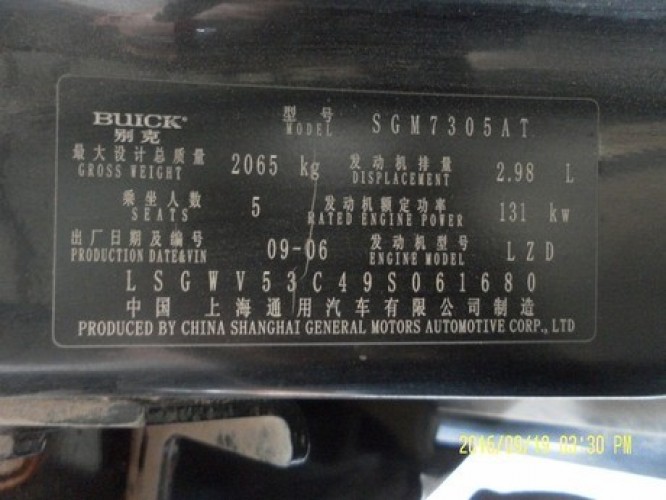 BUICK 型号 SGM7305AT
别克 MODEL
最大设计总质量 2065 kg 发动机排量 2.98 L
GROSS WEIGHT DISPLACEMENT
乘坐人数 5 发动机额定功率 131 kw
SEATS RATED ENGINE POWER
出厂日期及编号 09-06 发动机型号 LZD
PRODUCTION DATE&VIN ENGINE MODEL
LSGWV53C49S061680
中国 上海通用汽车有限公司制造
PRODUCED BY CHINA SHANGHAI GENERAL MOTORS AUTOMOTIVE CORP., LTD
03:30 PM